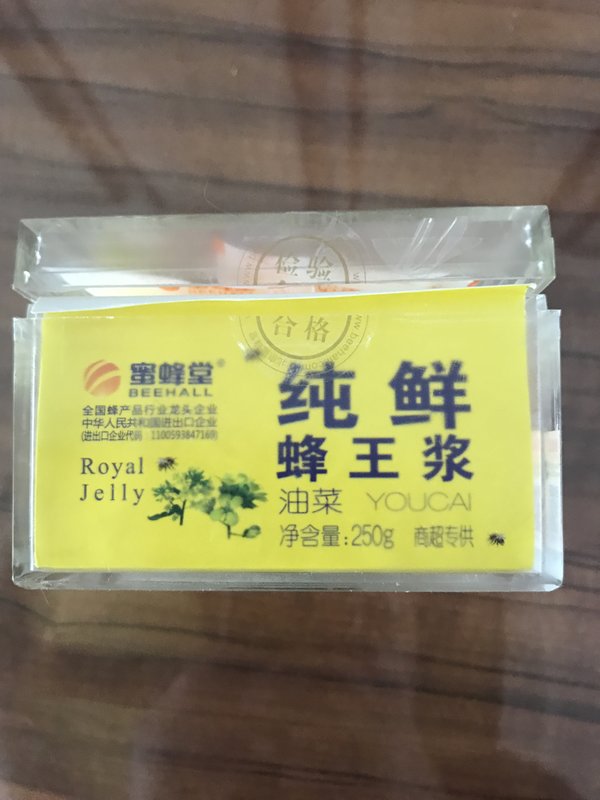 检验
合格
蜜蜂堂®
BEEHALL
全国蜂产品行业龙头企业
中华人民共和国进出口企业
(进出口企业代码 1100593847169)
Royal
Jelly
纯鲜
蜂王浆
油菜 YOUCAI
净含量:250g 商超专供